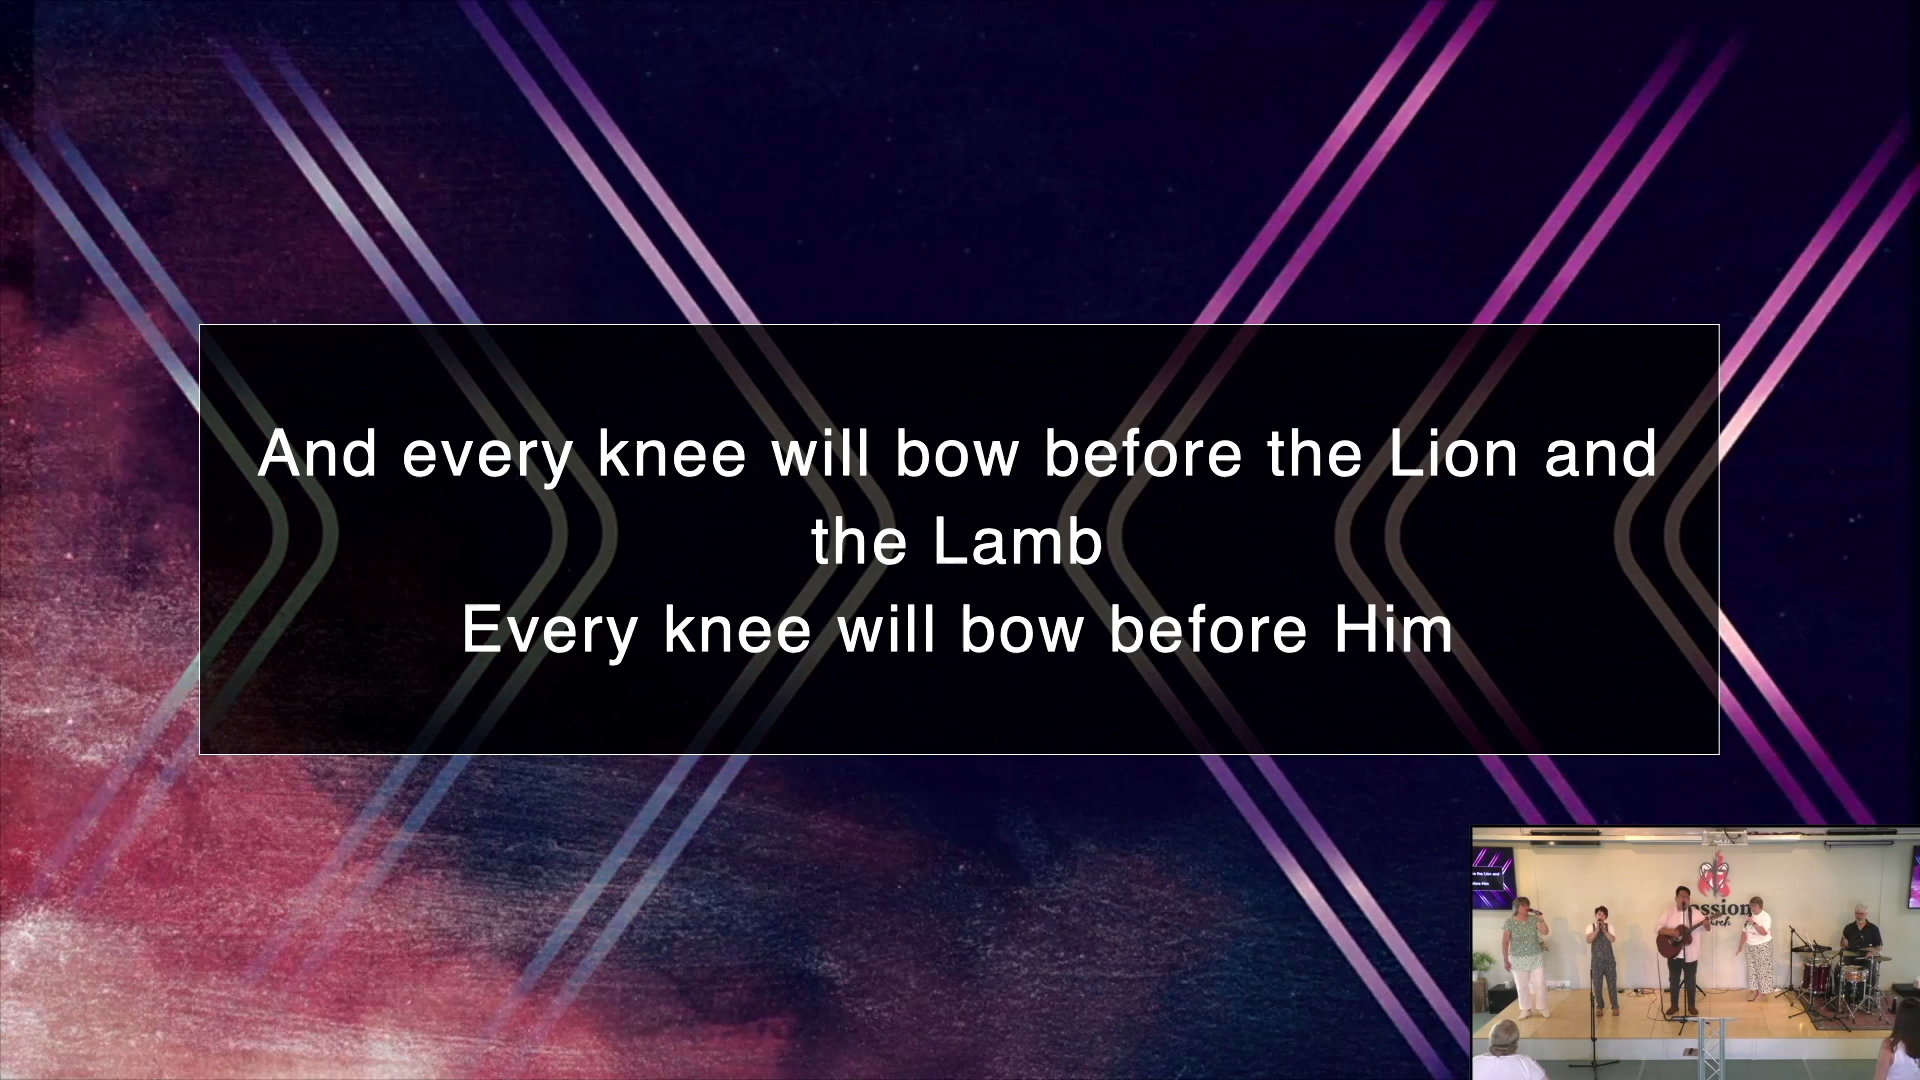 And every knee will bow before the Lion and
the Lamb
Every knee will bow before Him